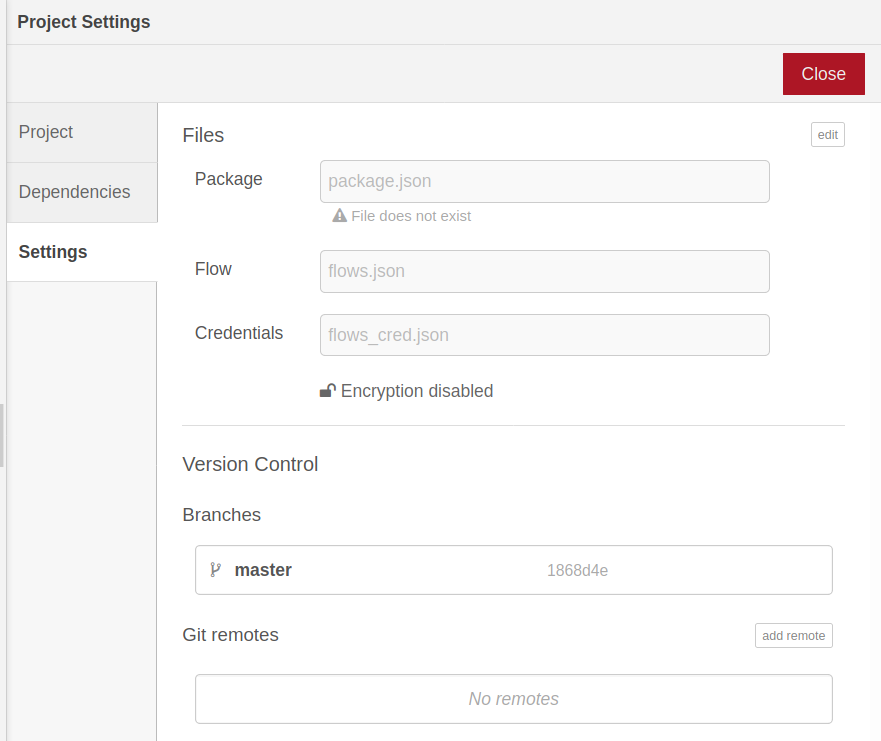 Project Settings
Close
Project
Dependencies
Settings
Files
edit
Package
package.json
File does not exist
Flow
flows.json
Credentials
flows_cred.json
Encryption disabled
Version Control
Branches
master 1868d4e
Git remotes
add remote
No remotes